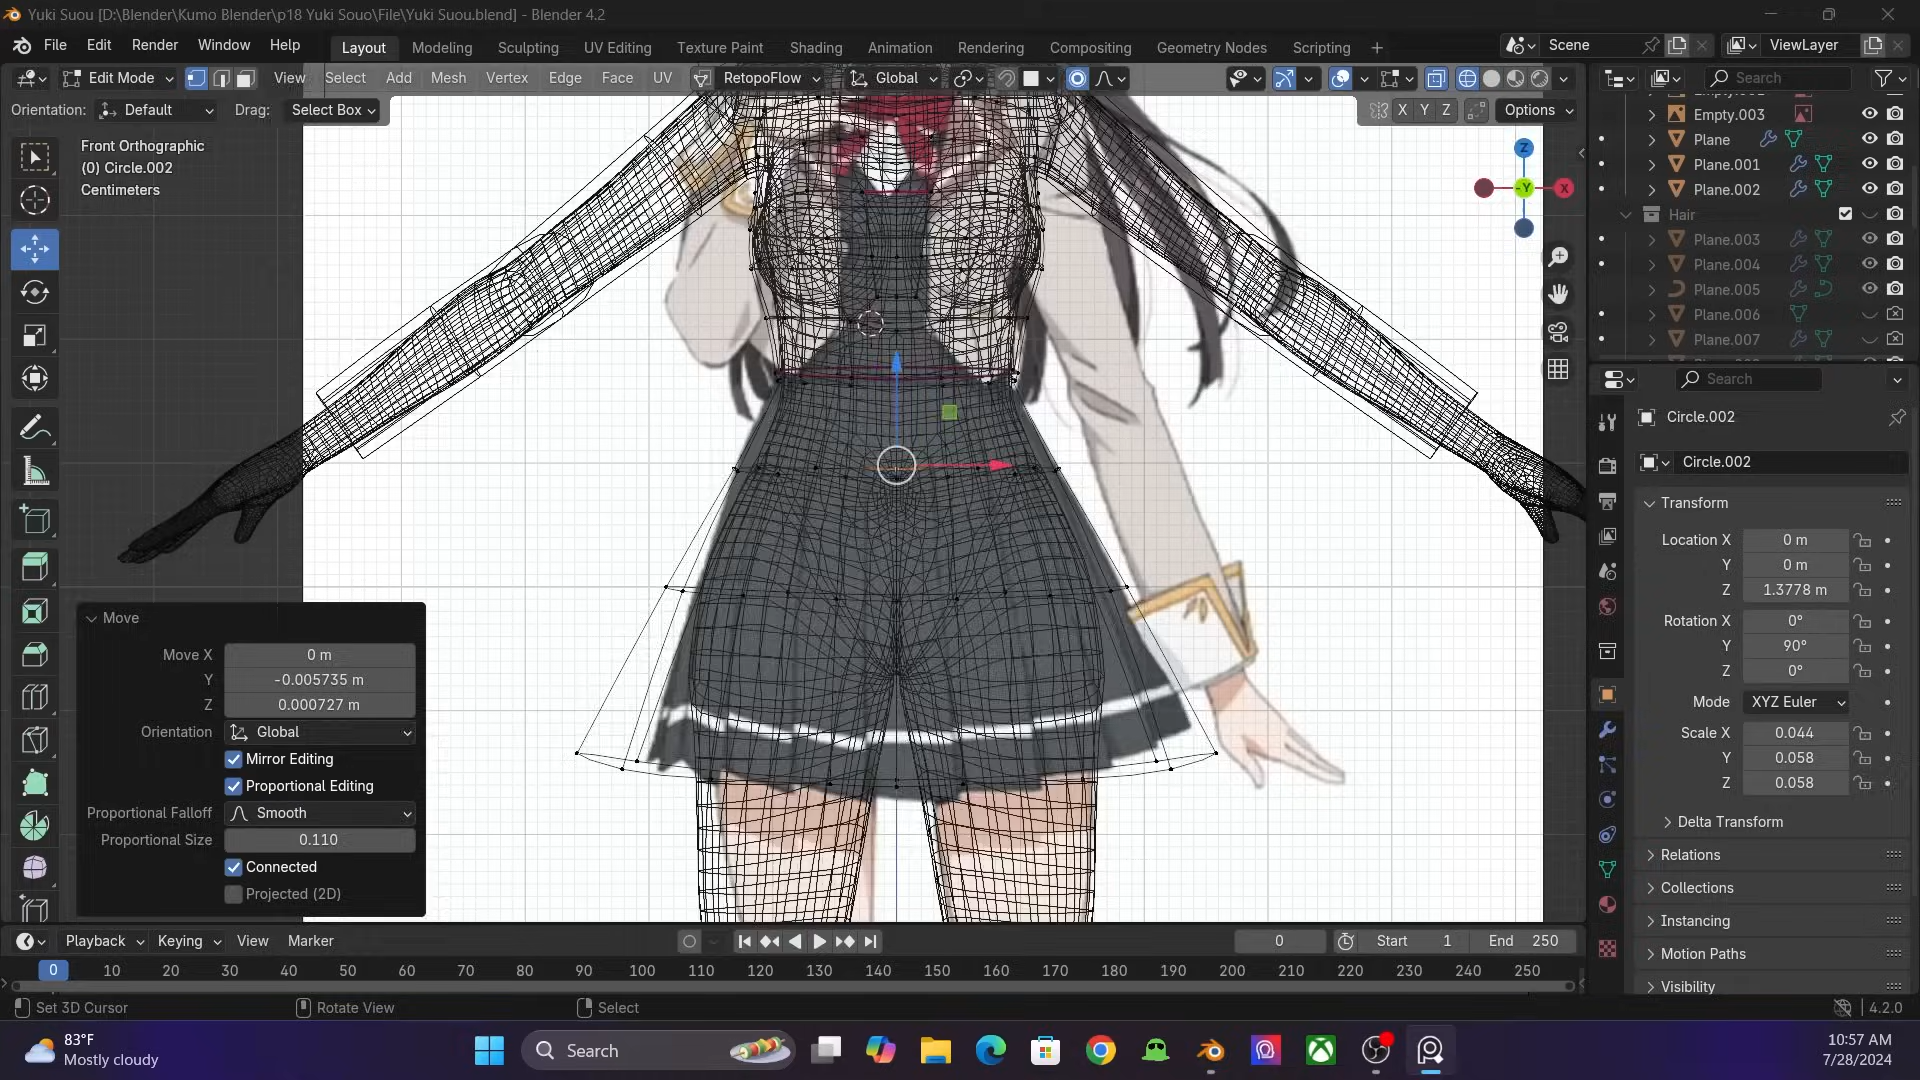 Yuki Suou [D:\Blender\Kumo Blender\p18 Yuki Souo\File\Yuki Suou.blend] - Blender 4.2
File Edit Render Window Help Layout Modeling Sculpting UV Editing Texture Paint Shading Animation Rendering Compositing Geometry Nodes Scripting + Scene ViewLayer
Edit Mode View Select Add Mesh Vertex Edge Face UV RetopoFlow Global Search
Orientation: Default Drag: Select Box X Y Z Options
Front Orthographic
(0) Circle.002
Centimeters
Z
Y
X
Empty.003
Plane
Plane.001
Plane.002
Hair
Plane.003
Plane.004
Plane.005
Plane.006
Plane.007
Search
Circle.002
Circle.002
Transform
Location X 0 m
Y 0 m
Z 1.3778 m
Rotation X 0°
Y 90°
Z 0°
Mode XYZ Euler
Scale X 0.044
Y 0.058
Z 0.058
Delta Transform
Relations
Collections
Instancing
Motion Paths
Visibility
Move
Move X 0 m
Y -0.005735 m
Z 0.000727 m
Orientation Global
Mirror Editing
Proportional Editing
Proportional Falloff Smooth
Proportional Size 0.110
Connected
Projected (2D)
Playback Keying View Marker 0 Start 1 End 250
0 10 20 30 40 50 60 70 80 90 100 110 120 130 140 150 160 170 180 190 200 210 220 230 240 250
Set 3D Cursor Rotate View Select 4.2.0
83°F
Mostly cloudy
Search
10:57 AM
7/28/2024